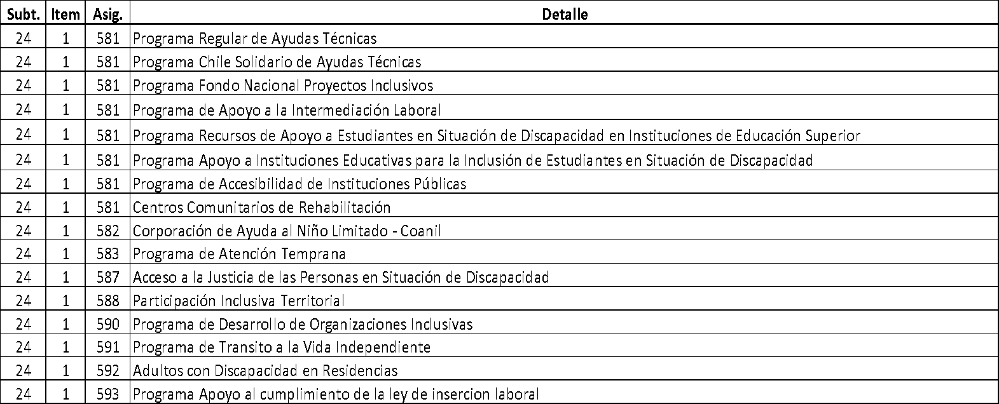 Subt. Item Asig. Detalle
24 1 581 Programa Regular de Ayudas Técnicas
24 1 581 Programa Chile Solidario de Ayudas Técnicas
24 1 581 Programa Fondo Nacional Proyectos Inclusivos
24 1 581 Programa de Apoyo a la Intermediación Laboral
24 1 581 Programa Recursos de Apoyo a Estudiantes en Situación de Discapacidad en Instituciones de Educación Superior
24 1 581 Programa Apoyo a Instituciones Educativas para la Inclusión de Estudiantes en Situación de Discapacidad
24 1 581 Programa de Accesibilidad de Instituciones Públicas
24 1 581 Centros Comunitarios de Rehabilitación
24 1 582 Corporación de Ayuda al Niño Limitado - Coanil
24 1 583 Programa de Atención Temprana
24 1 587 Acceso a la Justicia de las Personas en Situación de Discapacidad
24 1 588 Participación Inclusiva Territorial
24 1 590 Programa de Desarrollo de Organizaciones Inclusivas
24 1 591 Programa de Transito a la Vida Independiente
24 1 592 Adultos con Discapacidad en Residencias
24 1 593 Programa Apoyo al cumplimiento de la ley de insercion laboral